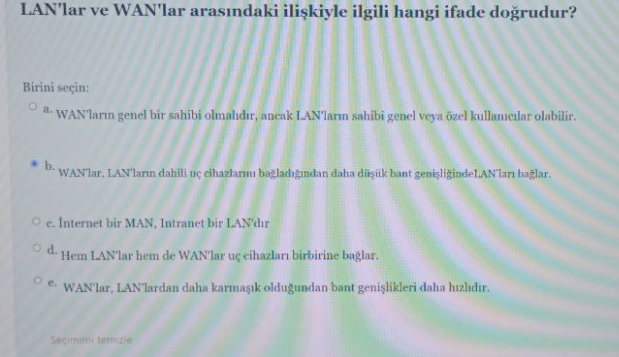 LAN'lar ve WAN'lar arasındaki ilişkiyle ilgili hangi ifade doğrudur?
Birini seçin:
a. WAN'ların genel bir sahibi olmalıdır, ancak LAN'ların sahibi genel veya özel kullanıcılar olabilir.
b. WAN'lar, LAN'ların dahili uç cihazlarını bağladığından daha düşük bant genişliğindeLAN'ları bağlar.
c. İnternet bir MAN, Intranet bir LAN'dır
d. Hem LAN'lar hem de WAN'lar uç cihazları birbirine bağlar.
e. WAN'lar, LAN'lardan daha karmaşık olduğundan bant genişlikleri daha hızlıdır.
Seçimimi temizle